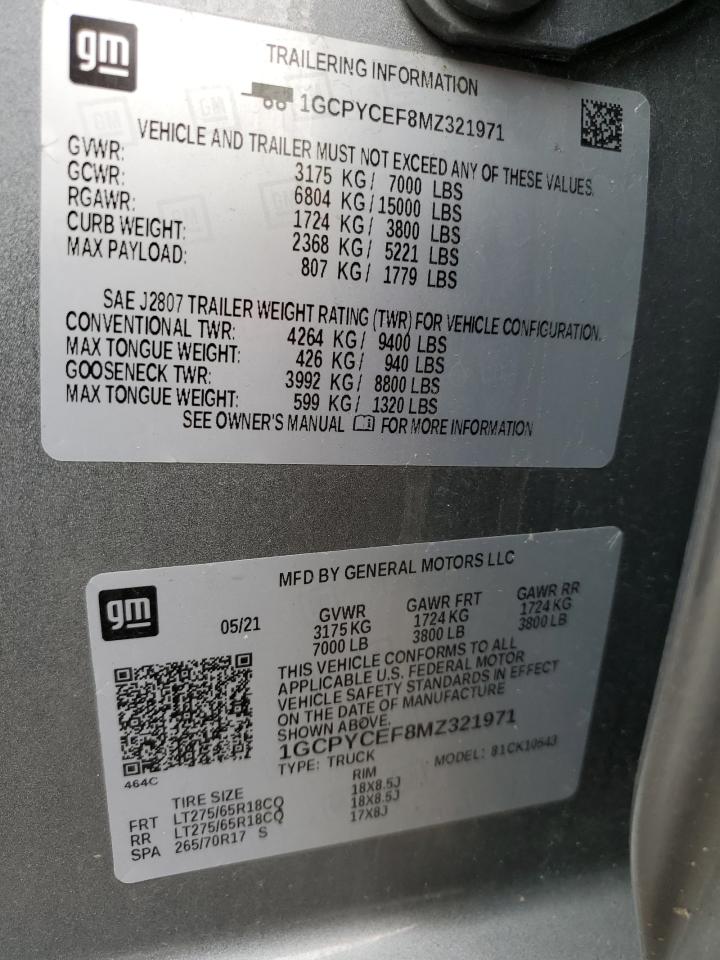 gm
TRAILERING INFORMATION
1GCPYCEF8MZ321971
VEHICLE AND TRAILER MUST NOT EXCEED ANY OF THESE VALUES.
GVWR: 3175 KG/ 7000 LBS
GCWR: 6804 KG/15000 LBS
RGAWR: 1724 KG/ 3800 LBS
CURB WEIGHT: 2368 KG/ 5221 LBS
MAX PAYLOAD: 807 KG/ 1779 LBS
SAE J2807 TRAILER WEIGHT RATING (TWR) FOR VEHICLE CONFIGURATION.
CONVENTIONAL TWR: 4264 KG/ 9400 LBS
MAX TONGUE WEIGHT: 426 KG/ 940 LBS
GOOSENECK TWR: 3992 KG/ 8800 LBS
MAX TONGUE WEIGHT: 599 KG/ 1320 LBS
SEE OWNER'S MANUAL FOR MORE INFORMATION
gm
MFD BY GENERAL MOTORS LLC
05/21 GVWR GAWR FRT GAWR RR
3175 KG 1724 KG 1724 KG
7000 LB 3800 LB 3800 LB
THIS VEHICLE CONFORMS TO ALL
APPLICABLE U.S. FEDERAL MOTOR
VEHICLE SAFETY STANDARDS IN EFFECT
ON THE DATE OF MANUFACTURE
SHOWN ABOVE.
1GCPYCEF8MZ321971
TYPE: TRUCK MODEL: 81CK10543
464C
TIRE SIZE RIM
FRT LT275/65R18CQ 18X8.5J
RR LT275/65R18CQ 18X8.5J
SPA 265/70R17 S 17X8J